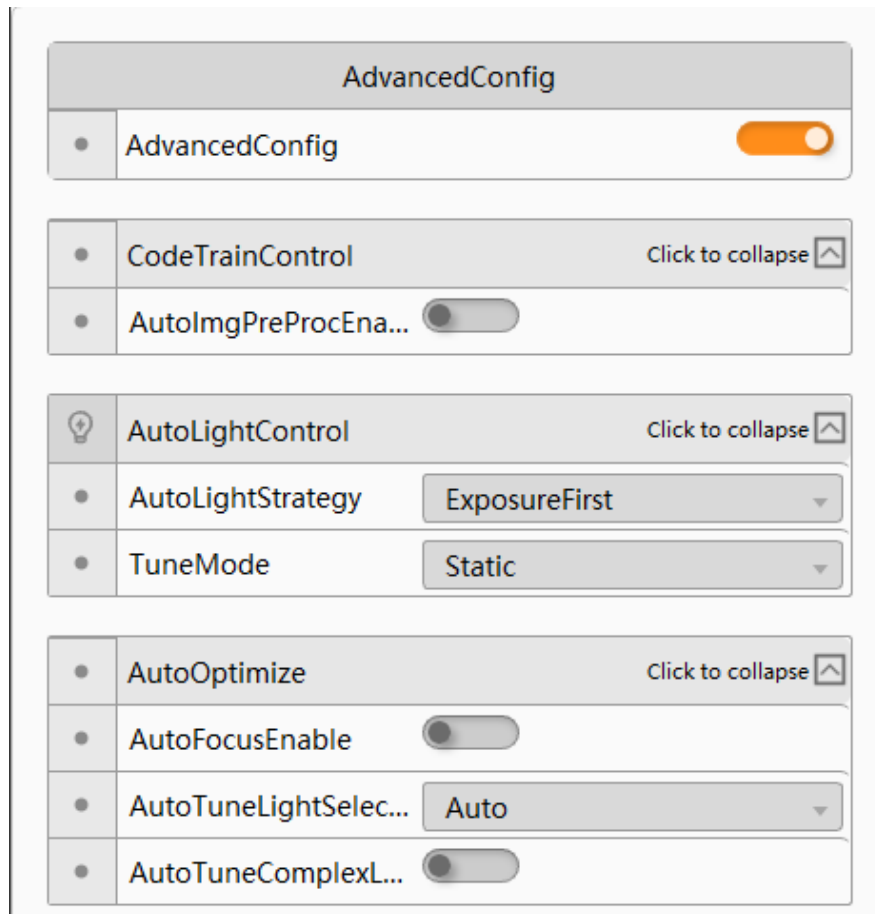 AdvancedConfig
AdvancedConfig
CodeTrainControl Click to collapse
AutoImgPreProcEna...
AutoLightControl Click to collapse
AutoLightStrategy ExposureFirst
TuneMode Static
AutoOptimize Click to collapse
AutoFocusEnable
AutoTuneLightSelec... Auto
AutoTuneComplexL...